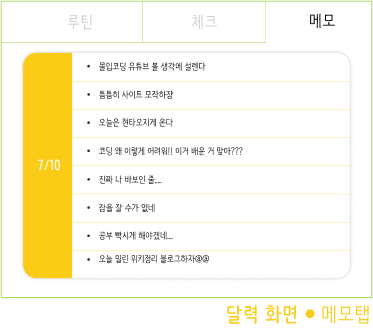 루틴
체크
메모
7/10
• 몰입코딩 유튜브 볼 생각에 설렌다
• 틈틈히 사이트 모작하장
• 오늘은 현타오지게 온다
• 코딩 왜 이렇게 어려워!! 이거 배운 거 맞아???
• 진짜 나 바보인 줄....
• 잠을 잘 수가 없네
• 공부 빡시게 해야겠네...
• 오늘 밀린 위키정리 블로그하자@@
달력 화면 ● 메모탭